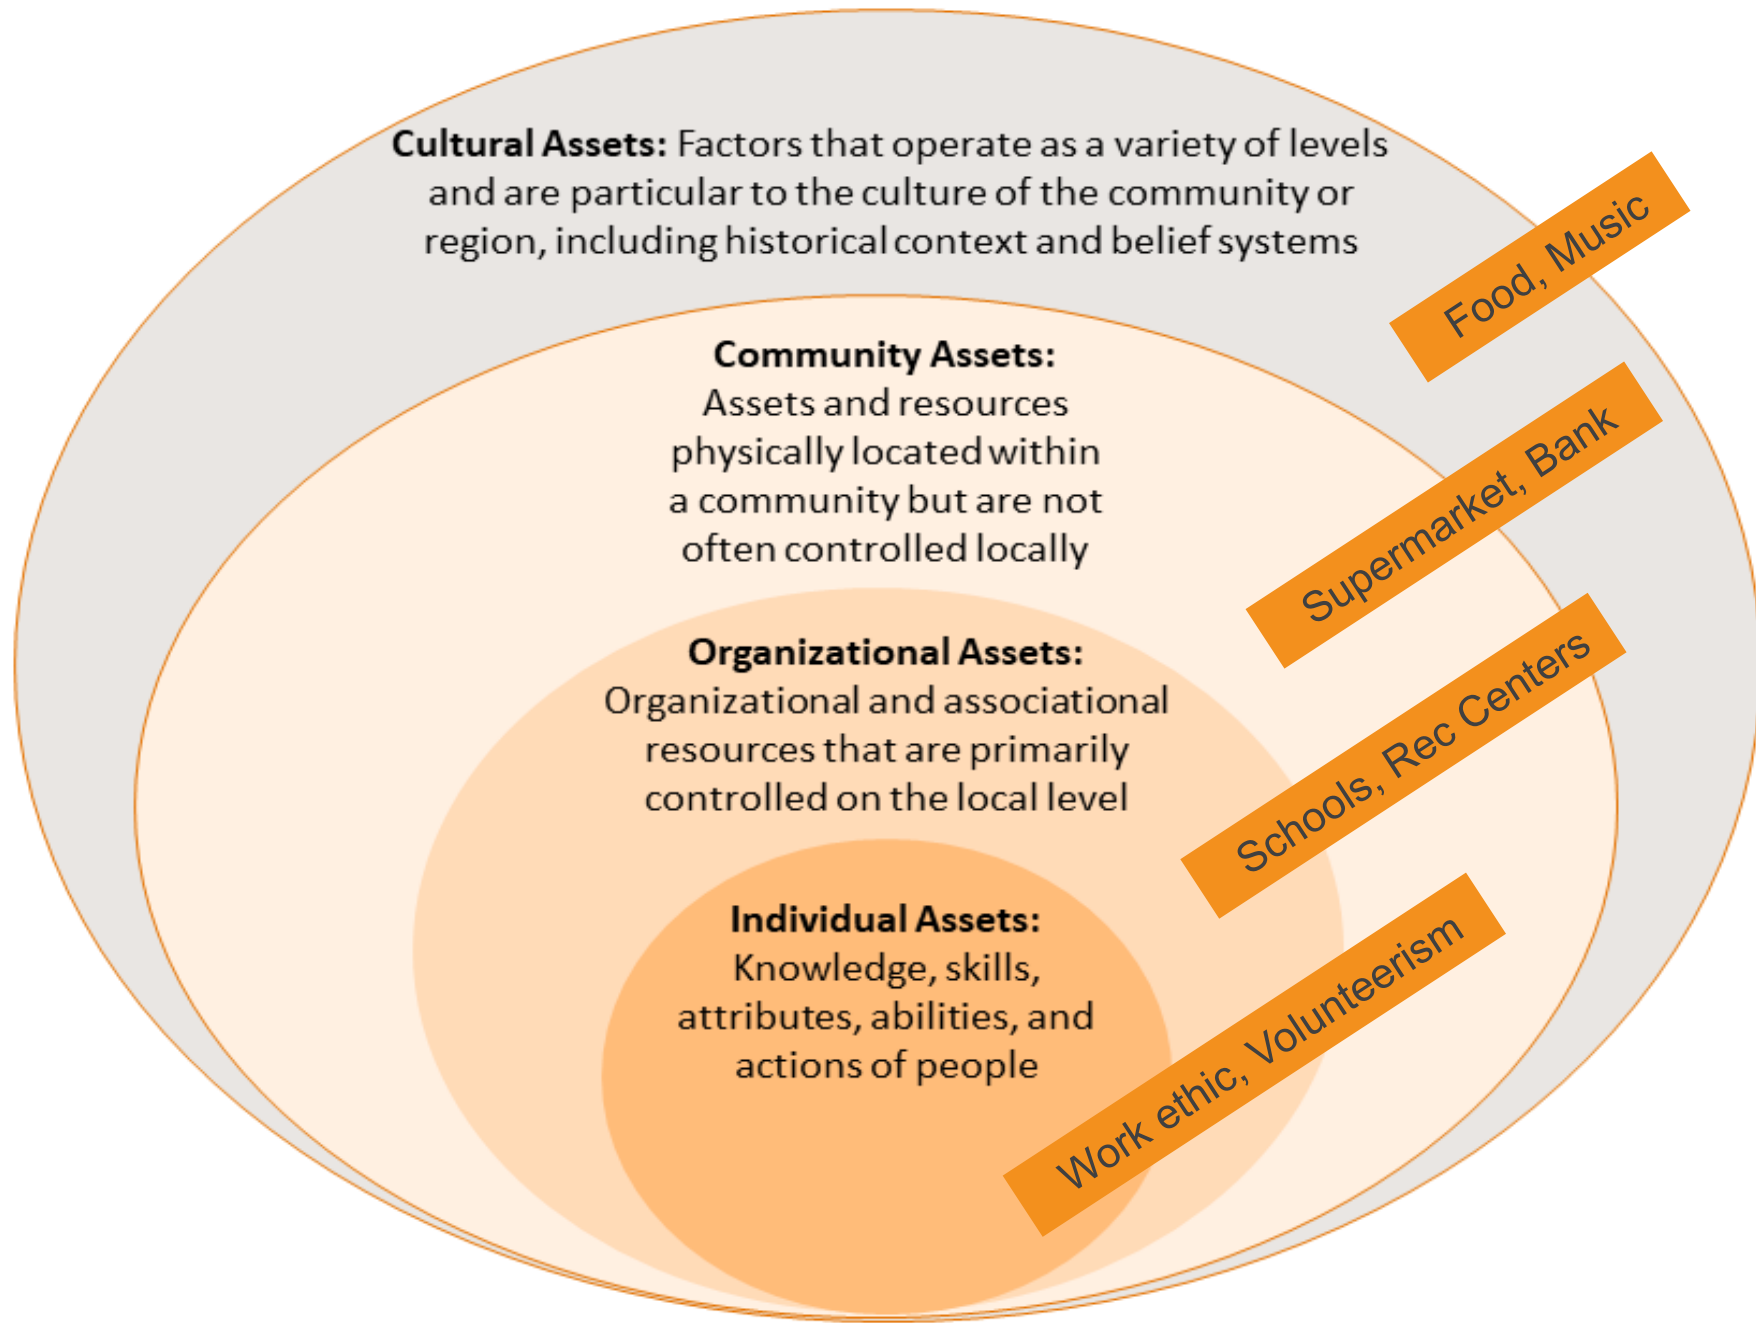 Cultural Assets: Factors that operate as a variety of levels
and are particular to the culture of the community or
region, including historical context and belief systems
Food, Music
Community Assets:
Assets and resources
physically located within
a community but are not
often controlled locally
Supermarket, Bank
Organizational Assets:
Organizational and associational
resources that are primarily
controlled on the local level
Schools, Rec Centers
Individual Assets:
Knowledge, skills,
attributes, abilities, and
actions of people
Work ethic, Volunteerism